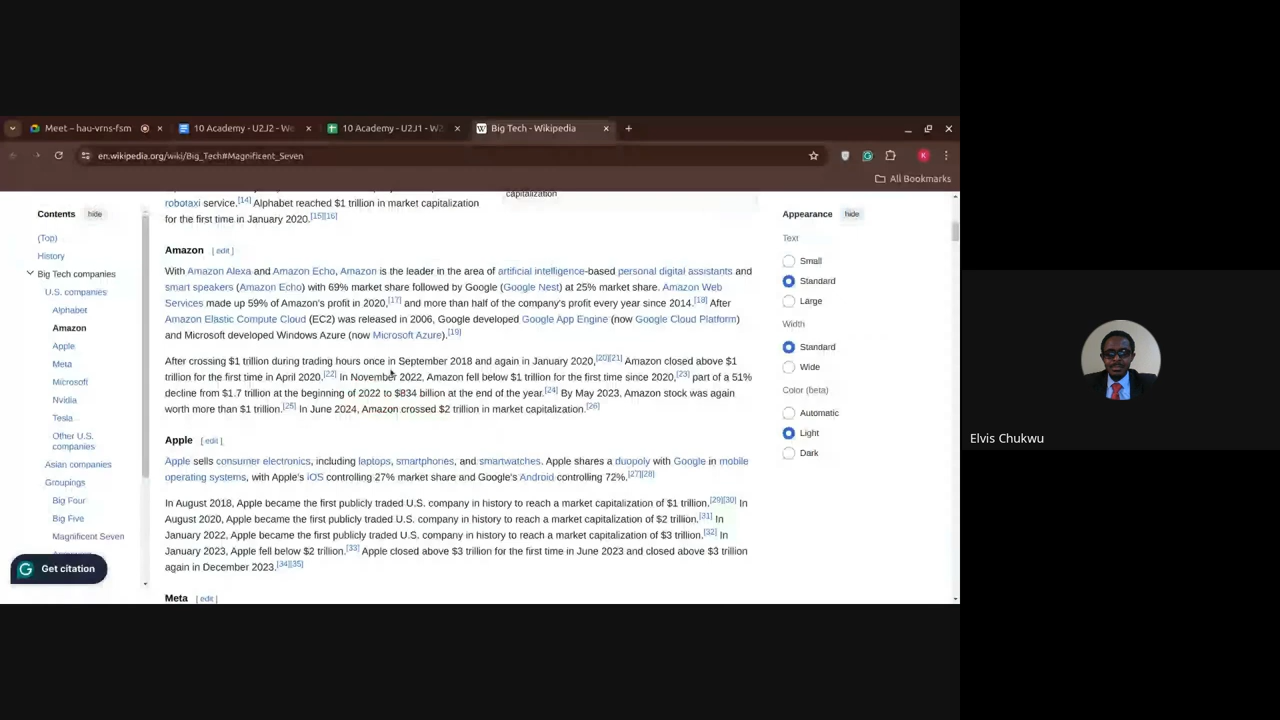 Meet – hau-vrns-fsm
10 Academy - U2J2 - We
10 Academy - U2J1 - W2
Big Tech - Wikipedia
en.wikipedia.org/wiki/Big_Tech#Magnificent_Seven
K
All Bookmarks
Contents
hide
(Top)
History
Big Tech companies
U.S. companies
Alphabet
Amazon
Apple
Meta
Microsoft
Nvidia
Tesla
Other U.S.
companies
Asian companies
Groupings
Big Four
Big Five
Magnificent Seven
Get citation
capitalization
robotaxi service.[14] Alphabet reached $1 trillion in market capitalization
for the first time in January 2020.[15][16]
Amazon [ edit ]
With Amazon Alexa and Amazon Echo, Amazon is the leader in the area of artificial intelligence-based personal digital assistants and
smart speakers (Amazon Echo) with 69% market share followed by Google (Google Nest) at 25% market share. Amazon Web
Services made up 59% of Amazon's profit in 2020,[17] and more than half of the company's profit every year since 2014.[18] After
Amazon Elastic Compute Cloud (EC2) was released in 2006, Google developed Google App Engine (now Google Cloud Platform)
and Microsoft developed Windows Azure (now Microsoft Azure).[19]
After crossing $1 trillion during trading hours once in September 2018 and again in January 2020,[20][21] Amazon closed above $1
trillion for the first time in April 2020.[22] In November 2022, Amazon fell below $1 trillion for the first time since 2020,[23] part of a 51%
decline from $1.7 trillion at the beginning of 2022 to $834 billion at the end of the year.[24] By May 2023, Amazon stock was again
worth more than $1 trillion.[25] In June 2024, Amazon crossed $2 trillion in market capitalization.[26]
Apple [ edit ]
Apple sells consumer electronics, including laptops, smartphones, and smartwatches. Apple shares a duopoly with Google in mobile
operating systems, with Apple's iOS controlling 27% market share and Google's Android controlling 72%.[27][28]
In August 2018, Apple became the first publicly traded U.S. company in history to reach a market capitalization of $1 trillion.[29][30] In
August 2020, Apple became the first publicly traded U.S. company in history to reach a market capitalization of $2 trillion.[31] In
January 2022, Apple became the first publicly traded U.S. company in history to reach a market capitalization of $3 trillion.[32] In
January 2023, Apple fell below $2 trillion.[33] Apple closed above $3 trillion for the first time in June 2023 and closed above $3 trillion
again in December 2023.[34][35]
Meta [ edit ]
Appearance
hide
Text
Small
Standard
Large
Width
Standard
Wide
Color (beta)
Automatic
Light
Dark
Elvis Chukwu